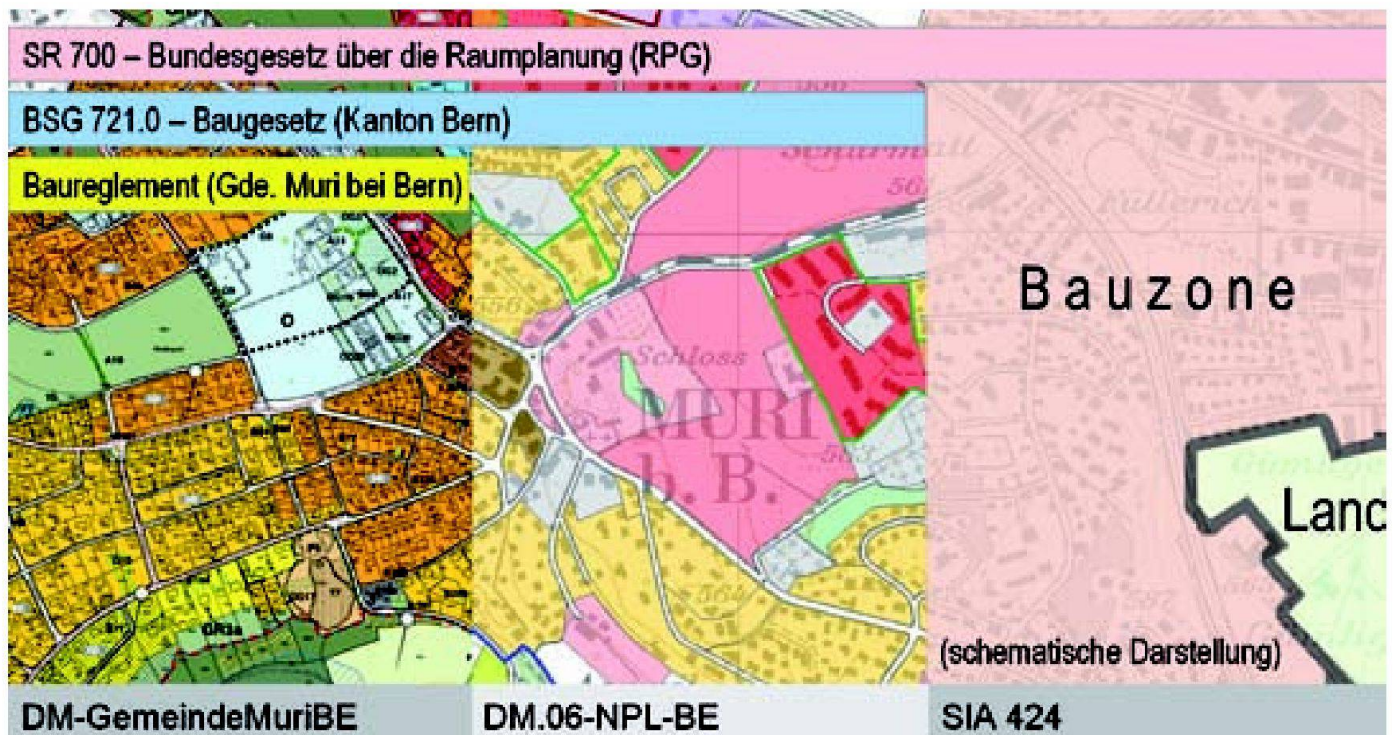 SR 700 – Bundesgesetz über die Raumplanung (RPG)
BSG 721.0 – Baugesetz (Kanton Bern)
Baureglement (Gde. Muri bei Bern)
Bauzone
Schloss
MURI
b. B.
564
Land
(schematische Darstellung)
DM-GemeindeMuriBE
DM.06-NPL-BE
SIA 424